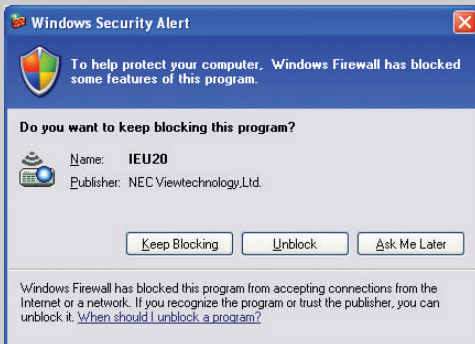 Windows Security Alert
To help protect your computer, Windows Firewall has blocked
some features of this program.
Do you want to keep blocking this program?
Name: IEU20
Publisher: NEC Viewtechnology,Ltd.
Keep Blocking Unblock Ask Me Later
Windows Firewall has blocked this program from accepting connections from the
Internet or a network. If you recognize the program or trust the publisher, you can
unblock it. When should I unblock a program?